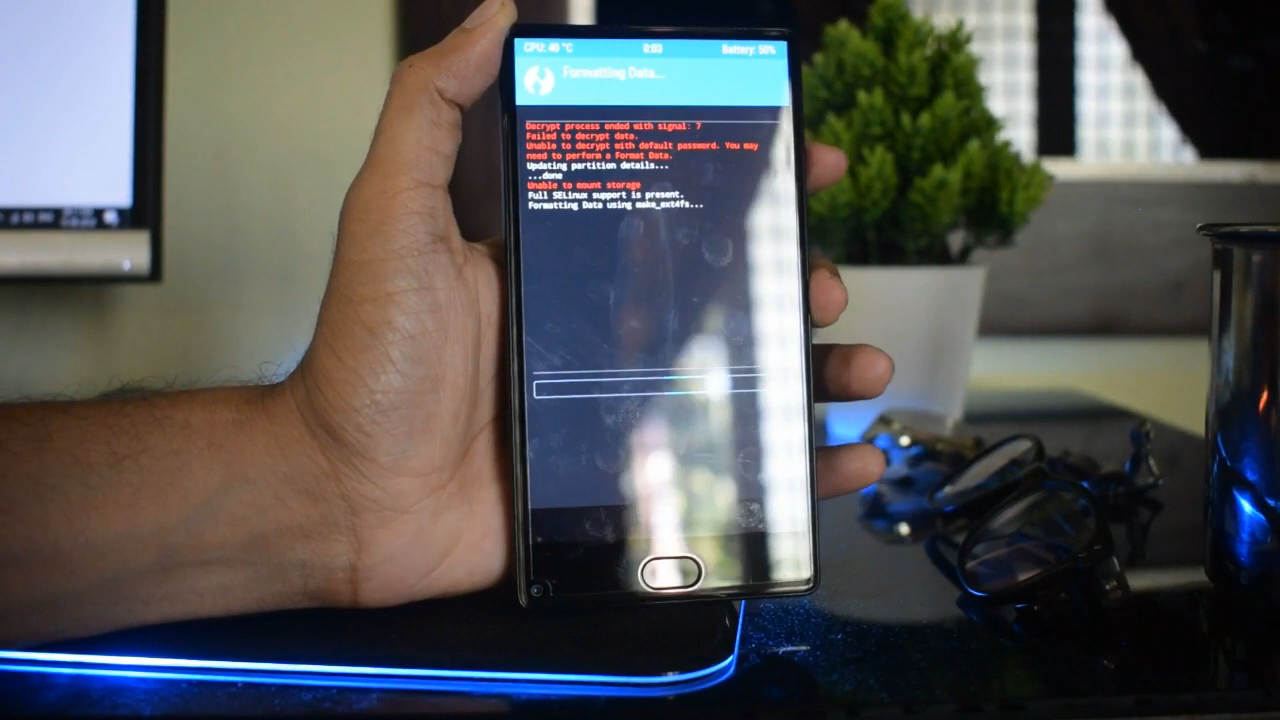 CPU: 40 °C 0:03 Battery: 50%
Formatting Data...
Decrypt process ended with signal: 7
Failed to decrypt data.
Unable to decrypt with default password. You may
need to perform a Format Data.
Updating partition details...
...done
Unable to mount storage
Full SELinux support is present.
Formatting Data using make_ext4fs...